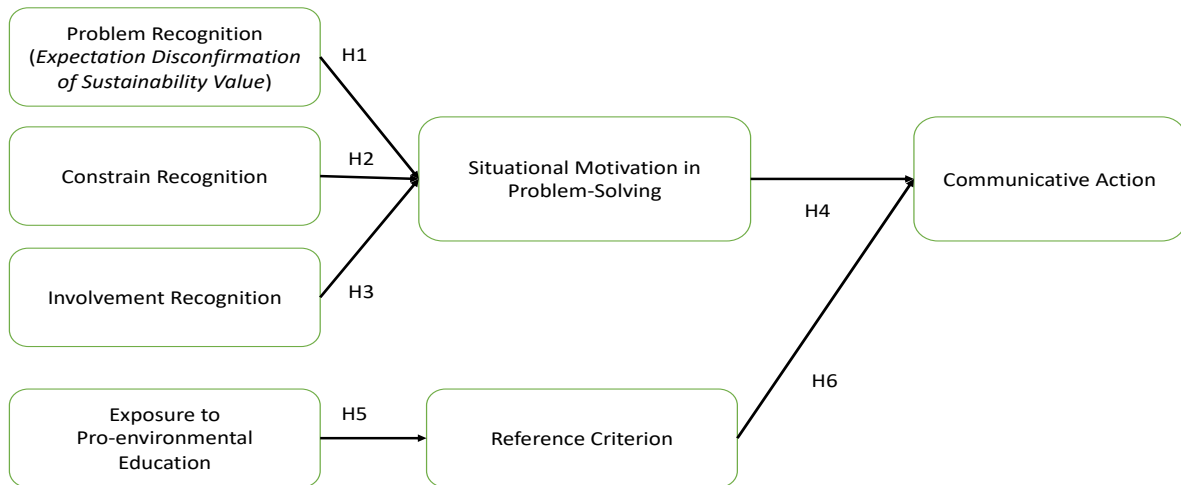 Problem Recognition
(Expectation Disconfirmation
of Sustainability Value)
H1
Constrain Recognition
H2
Situational Motivation in
Problem-Solving
H4
Communicative Action
Involvement Recognition
H3
Exposure to
Pro-environmental
Education
H5
Reference Criterion
H6